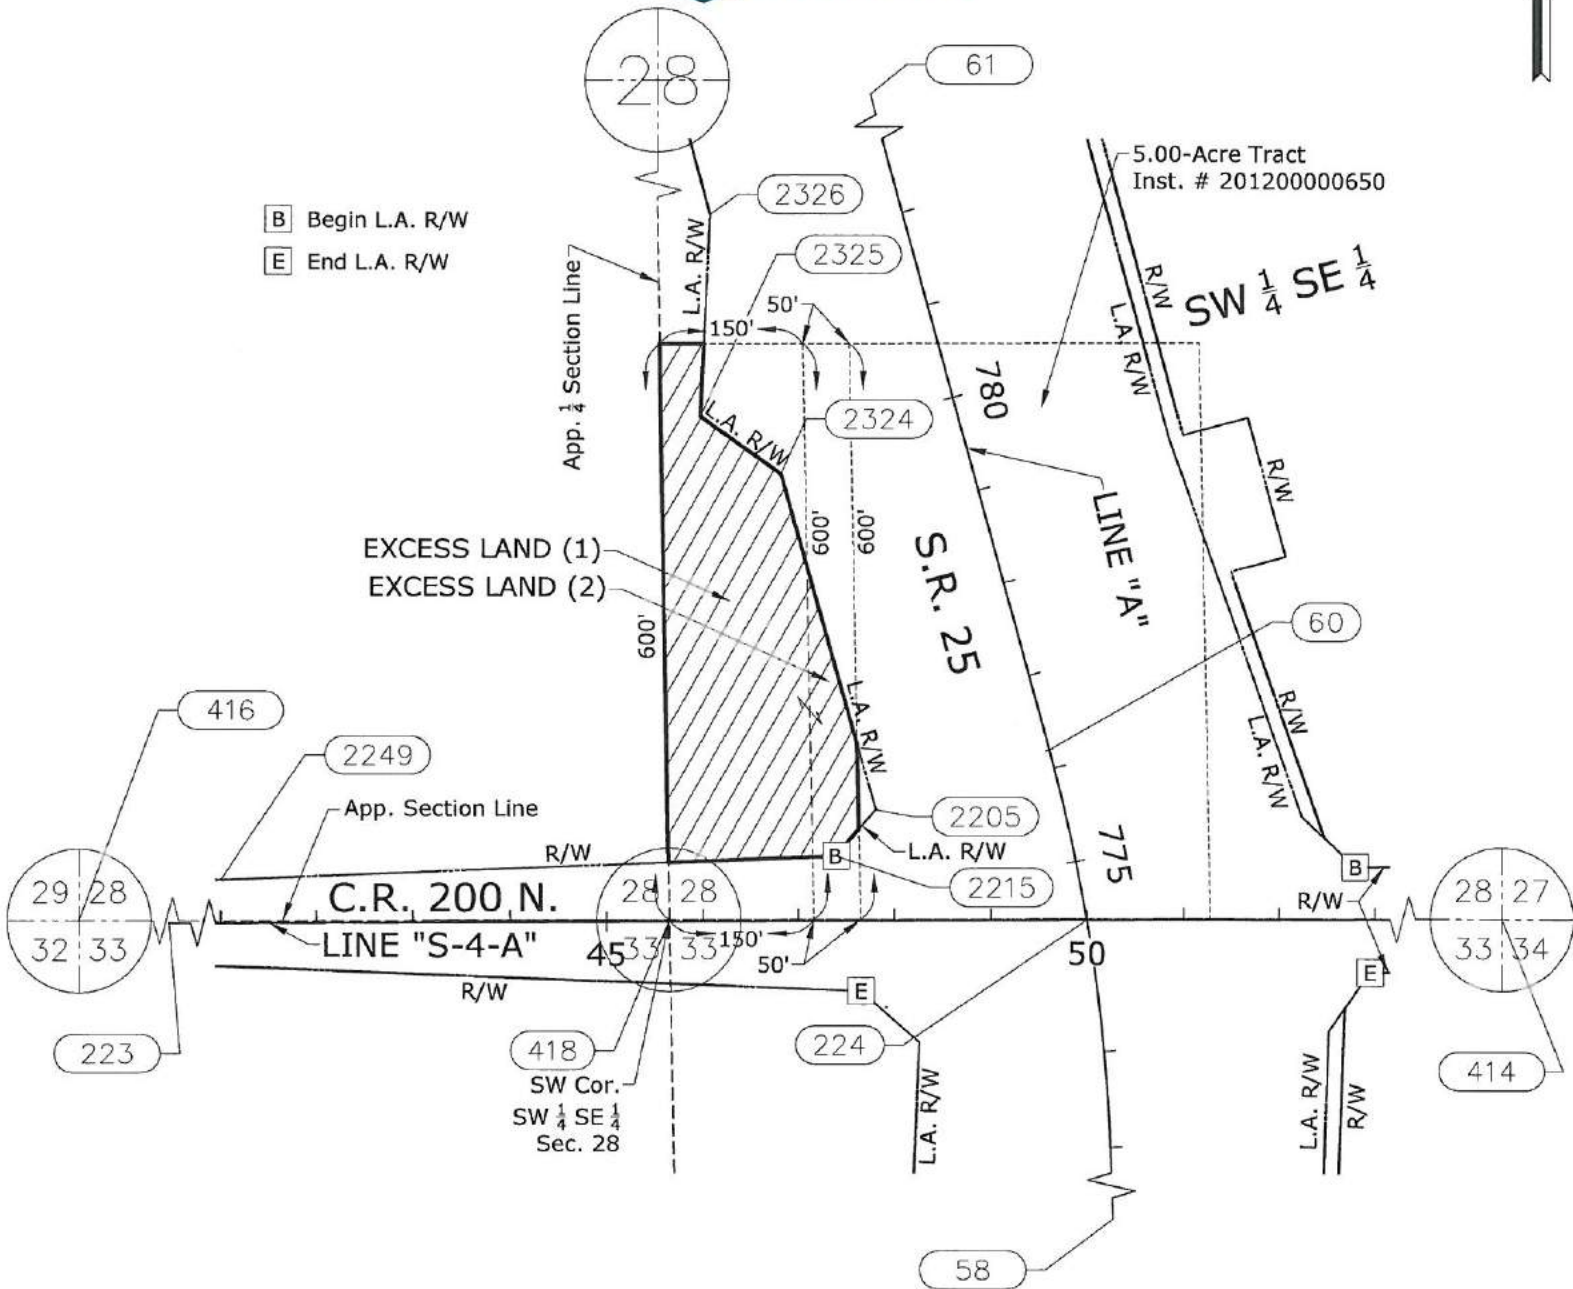 28
61
5.00-Acre Tract
Inst. # 201200000650
B Begin L.A. R/W
E End L.A. R/W
2326
2325
L.A. R/W
App. 1/4 Section Line
50'
150'
R/W
L.A. R/W
SW 1/4 SE 1/4
780
2324
L.A. R/W
R/W
LINE "A"
600'
600'
S.R. 25
EXCESS LAND (1)
EXCESS LAND (2)
600'
60
416
L.A. R/W
R/W
L.A. R/W
2249
App. Section Line
2205
L.A. R/W
775
R/W
B
2215
B
29 28
32 33
C.R. 200 N.
28 28
33 33
R/W
28 27
33 34
LINE "S-4-A"
45
150'
50'
50
R/W
E
E
223
418
224
414
SW Cor.
SW 1/4 SE 1/4
Sec. 28
L.A. R/W
L.A. R/W
R/W
58